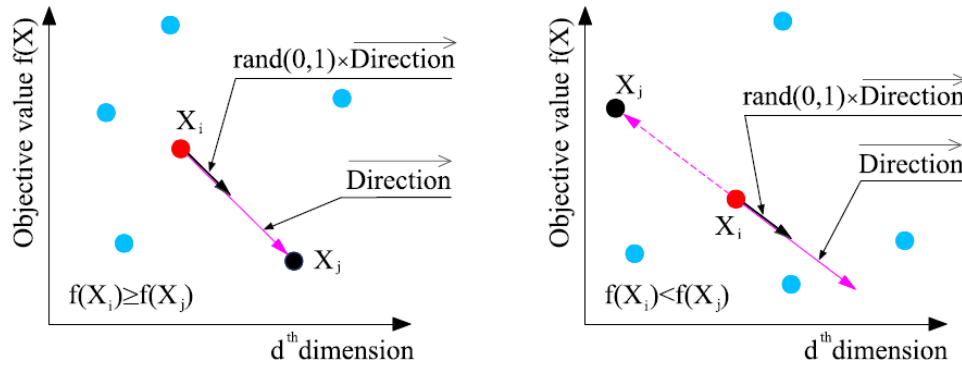 Objective value f(X)
rand(0,1)×Direction
X_i
Direction
X_j
f(X_i)≥f(X_j)
d^th dimension
Objective value f(X)
X_j
rand(0,1)×Direction
Direction
X_i
f(X_i)<f(X_j)
d^th dimension